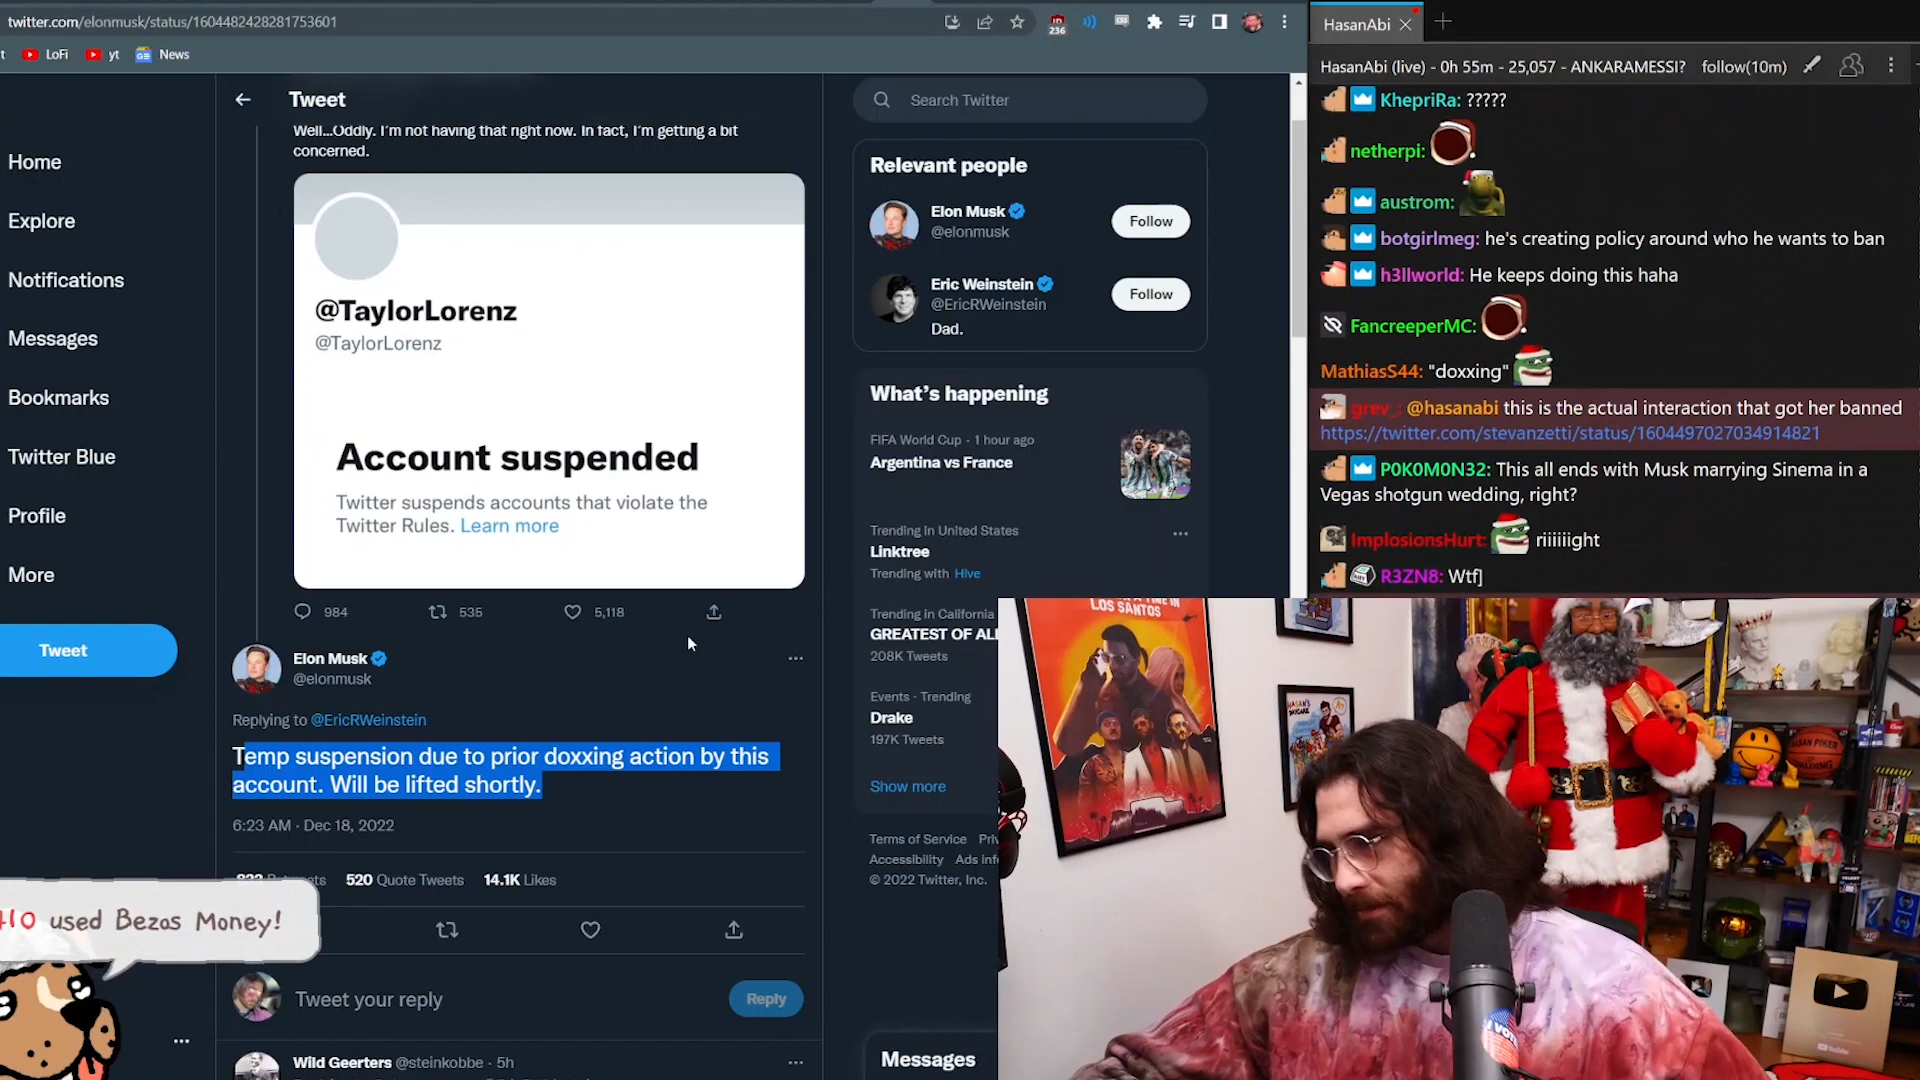 twitter.com/elonmusk/status/1604482428281753601
236
LoFi
yt
News
Home
Explore
Notifications
Messages
Bookmarks
Twitter Blue
Profile
More
Tweet
Tweet
Well...Oddly. I'm not having that right now. In fact, I'm getting a bit
concerned.
@TaylorLorenz
@TaylorLorenz
Account suspended
Twitter suspends accounts that violate the
Twitter Rules. Learn more
984
535
5,118
Elon Musk
@elonmusk
Replying to @EricRWeinstein
Temp suspension due to prior doxxing action by this
account. Will be lifted shortly.
6:23 AM · Dec 18, 2022
520 Quote Tweets
14.1K Likes
used Bezos Money!
Tweet your reply
Reply
Wild Geerters @steinkobbe · 5h
Search Twitter
Relevant people
Elon Musk
@elonmusk
Follow
Eric Weinstein
@EricRWeinstein
Dad.
Follow
What's happening
FIFA World Cup · 1 hour ago
Argentina vs France
Trending in United States
Linktree
Trending with Hive
Trending in California
GREATEST OF ALL
208K Tweets
Events · Trending
Drake
197K Tweets
Show more
Terms of Service
Accessibility Ads
© 2022 Twitter, Inc.
Messages
HasanAbi
HasanAbi (live) - 0h 55m - 25,057 - ANKARAMESSI?
follow(10m)
KhepriRa: ?????
netherpi:
austrom:
botgirlmeg: he's creating policy around who he wants to ban
h3llworld: He keeps doing this haha
FancreeperMC:
MathiasS44: "doxxing"
grev_: @hasanabi this is the actual interaction that got her banned
https://twitter.com/stevanzetti/status/1604497027034914821
P0K0M0N32: This all ends with Musk marrying Sinema in a
Vegas shotgun wedding, right?
ImplosionsHurt: riiiiiight
R3ZN8: Wtf]
LOS SANTOS
HASAN PIKER